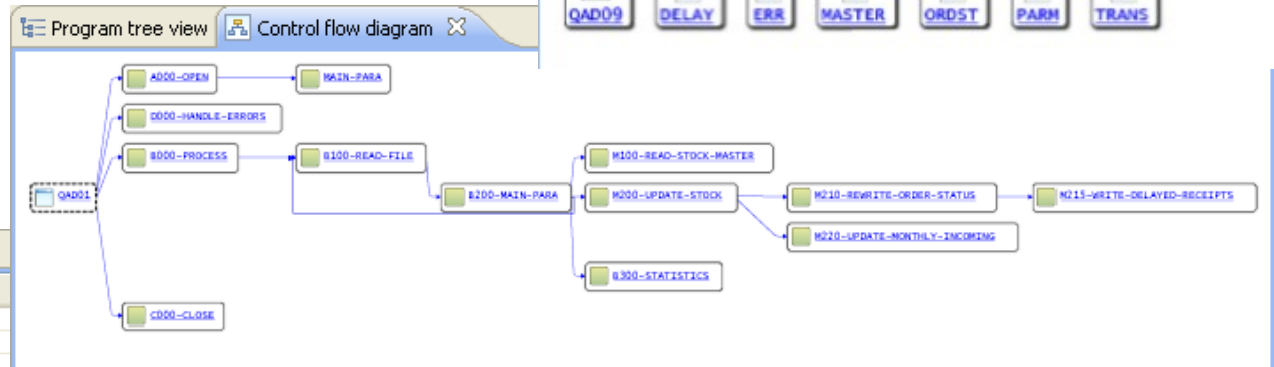 QAD09 DELAY ERR MASTER ORDST PARM TRANS
Program tree view Control flow diagram
A000-OPEN MAIN-PARA
D000-HANDLE-ERRORS
B000-PROCESS B100-READ-FILE M100-READ-STOCK-MASTER
QAD01 B200-MAIN-PARA M200-UPDATE-STOCK M210-REWRITE-ORDER-STATUS M215-WRITE-DELAYED-RECEIPTS
M220-UPDATE-MONTHLY-INCOMING
B300-STATISTICS
C000-CLOSE